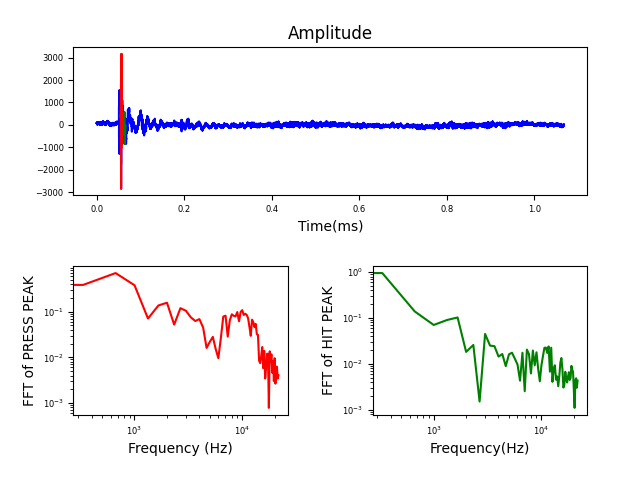 Amplitude
3000
2000
1000
0
−1000
−2000
−3000
0.0 0.2 0.4 0.6 0.8 1.0
Time(ms)
FFT of PRESS PEAK
10⁻¹
10⁻²
10⁻³
10³ 10⁴
Frequency (Hz)
FFT of HIT PEAK
10⁰
10⁻¹
10⁻²
10⁻³
10³ 10⁴
Frequency(Hz)